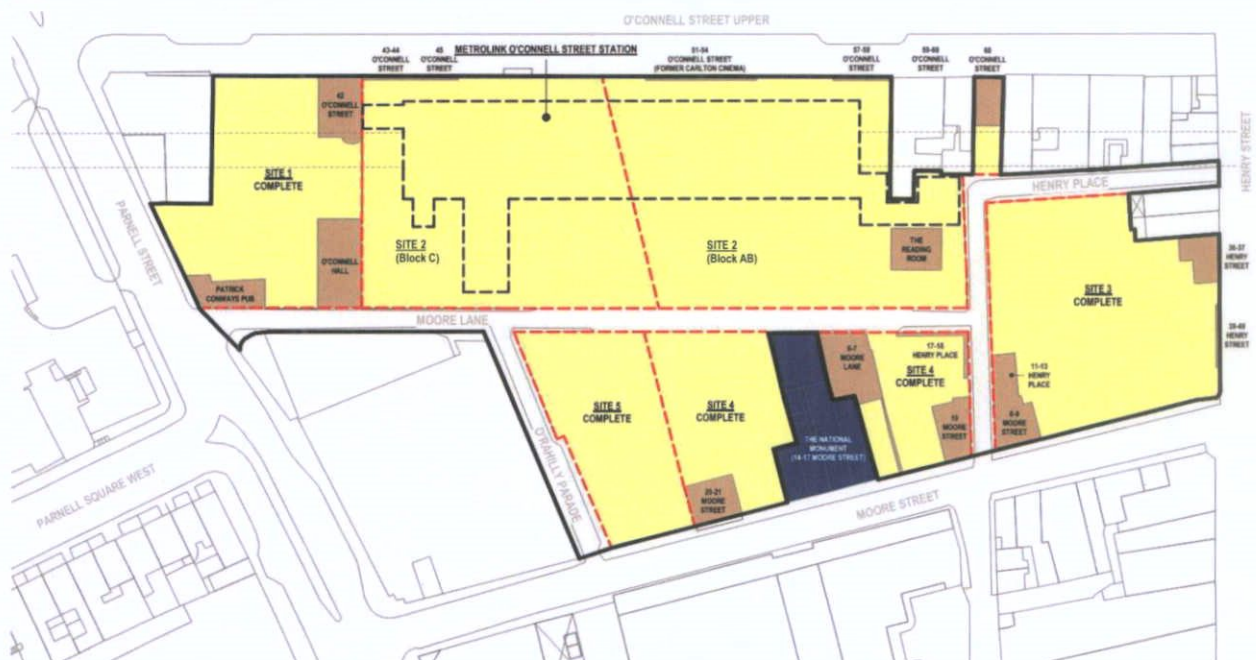 O'CONNELL STREET UPPER
43-44
O'CONNELL
STREET
45
O'CONNELL
STREET
METROLINK O'CONNELL STREET STATION
51-54
O'CONNELL STREET
(FORMER CARLTON CINEMA)
57-58
O'CONNELL
STREET
O'CONNELL
STREET
60
O'CONNELL
STREET
42
O'CONNELL
STREET
HENRY STREET
SITE 1
COMPLETE
HENRY PLACE
PARNELL STREET
SITE 2
(Block C)
SITE 2
(Block AB)
THE
READING
ROOM
O'CONNELL
HALL
36-37
HENRY
STREET
PATRICK
CONWAYS PUB
SITE 3
COMPLETE
MOORE LANE
39-40
HENRY
STREET
6-7
MOORE
LANE
17-18
HENRY PLACE
SITE 4
COMPLETE
11-13
HENRY
PLACE
SITE 5
COMPLETE
SITE 4
COMPLETE
10
MOORE
STREET
8-9
MOORE
STREET
O'RAHILLY PARADE
THE NATIONAL
MONUMENT
(14-17 MOORE STREET)
20-21
MOORE
STREET
PARNELL SQUARE WEST
MOORE STREET